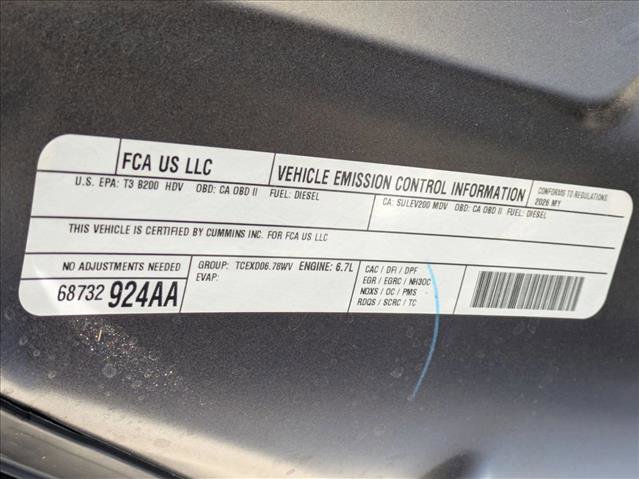 FCA US LLC
VEHICLE EMISSION CONTROL INFORMATION
CONFORMS TO REGULATIONS:
2026 MY
U.S. EPA: T3 B200 HDV OBD: CA OBD II FUEL: DIESEL
CA: SULEV200 MDV OBD: CA OBD II FUEL: DIESEL
THIS VEHICLE IS CERTIFIED BY CUMMINS INC. FOR FCA US LLC
NO ADJUSTMENTS NEEDED
68732 924AA
GROUP: TCEXD06.78WV ENGINE: 6.7L
EVAP:
CAC / DFI / DPF
EGR / EGRC / NH3OC
NOXS / OC / PMS
RDQS / SCRC / TC